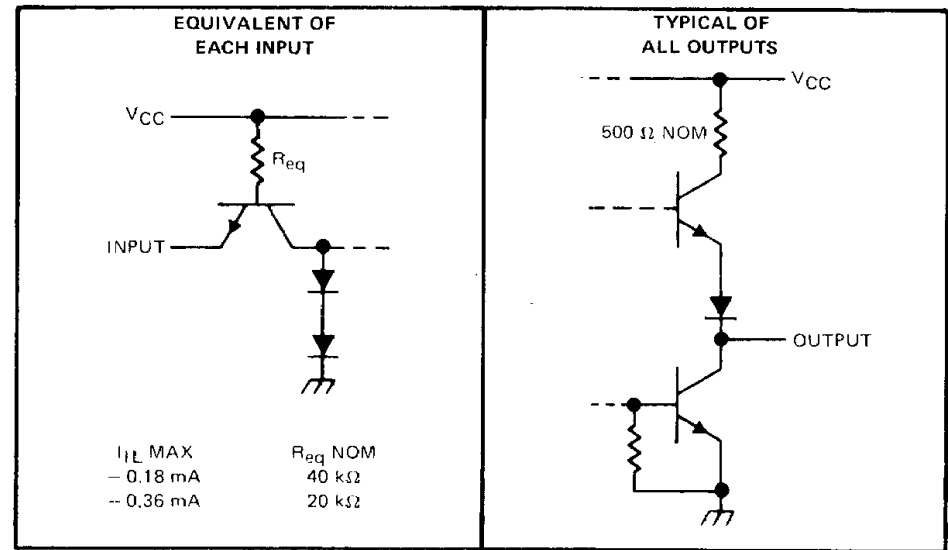 EQUIVALENT OF
EACH INPUT
VCC
Req
INPUT
IIL MAX Req NOM
– 0.18 mA 40 kΩ
-- 0.36 mA 20 kΩ
TYPICAL OF
ALL OUTPUTS
VCC
500 Ω NOM
OUTPUT